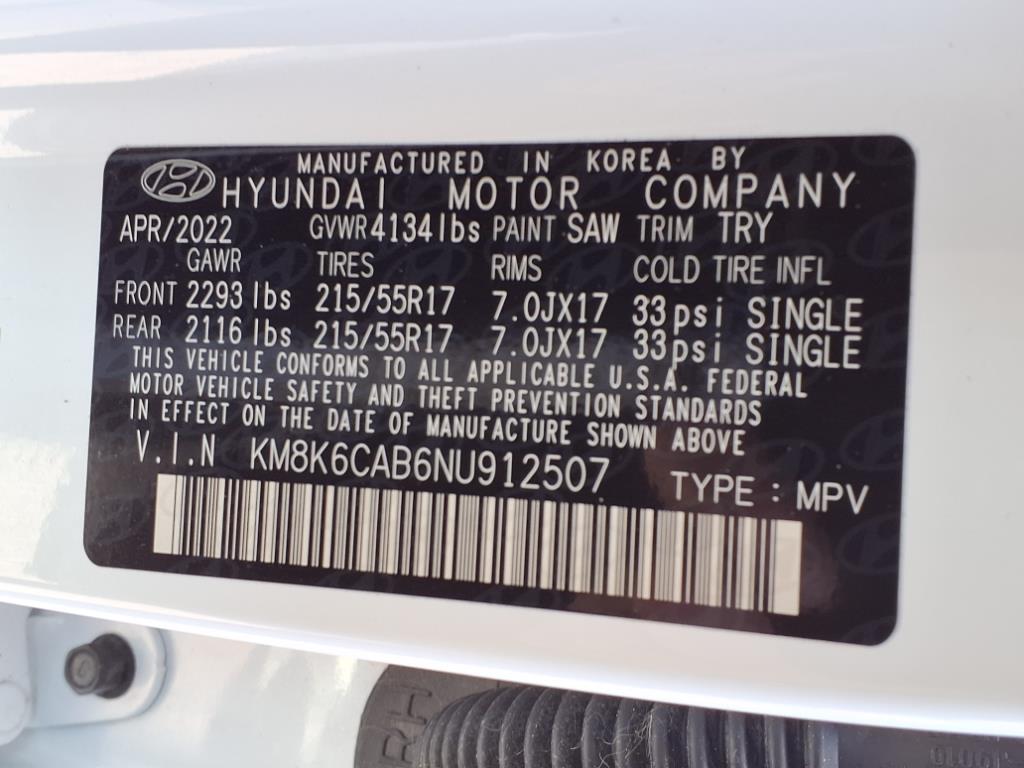 MANUFACTURED IN KOREA BY
HYUNDAI MOTOR COMPANY
APR/2022 GVWR 4134 lbs PAINT SAW TRIM TRY
GAWR TIRES RIMS COLD TIRE INFL
FRONT 2293 lbs 215/55R17 7.0JX17 33psi SINGLE
REAR 2116 lbs 215/55R17 7.0JX17 33psi SINGLE
THIS VEHICLE CONFORMS TO ALL APPLICABLE U.S.A. FEDERAL
MOTOR VEHICLE SAFETY AND THEFT PREVENTION STANDARDS
IN EFFECT ON THE DATE OF MANUFACTURE SHOWN ABOVE
V.I.N KM8K6CAB6NU912507 TYPE : MPV
RH